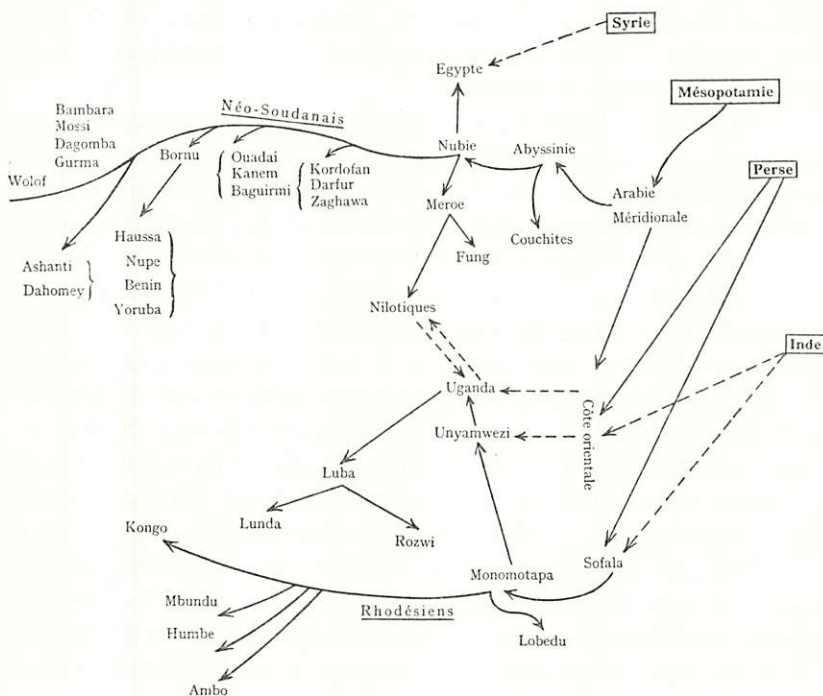 Syrie
Egypte
Mésopotamie
Néo-Soudanais
Bambara
Mossi
Dagomba
Gurma
Wolof
Bornu
Ouadai
Kanem
Baguirmi
Kordofan
Darfur
Zaghawa
Nubie
Abyssinie
Perse
Arabie
Méridionale
Meroe
Couchites
Fung
Haussa
Nupe
Benin
Yoruba
Ashanti
Dahomey
Nilotiques
Inde
Uganda
Côte orientale
Unyamwezi
Luba
Lunda
Rozwi
Kongo
Monomotapa
Sofala
Mbundu
Rhodésiens
Humbe
Lobedu
Ambo